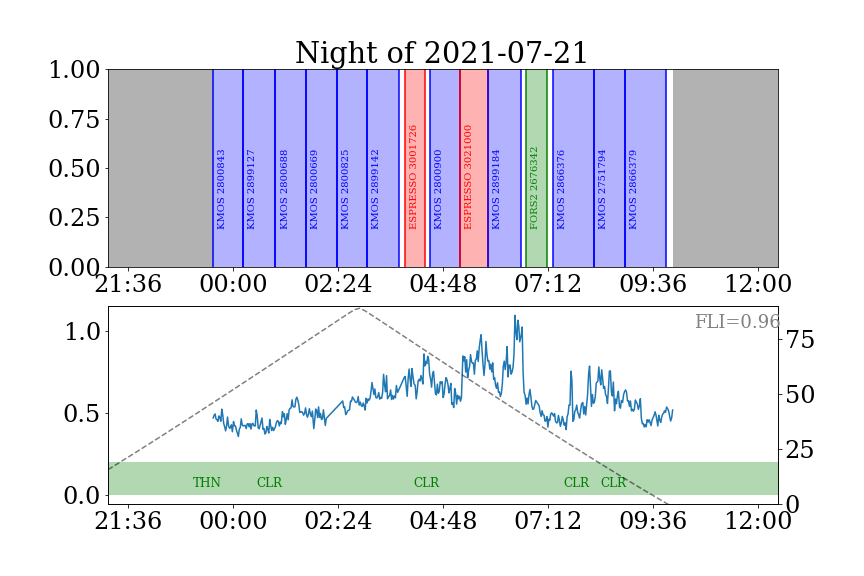 Night of 2021-07-21
1.00
0.75
0.50
0.25
0.00
KMOS 2800843
KMOS 2899127
KMOS 2800688
KMOS 2800669
KMOS 2800825
KMOS 2899142
ESPRESSO 3001726
KMOS 2800900
ESPRESSO 3021000
KMOS 2899184
FORS2 2676342
KMOS 2866376
KMOS 2751794
KMOS 2866379
21:36 00:00 02:24 04:48 07:12 09:36 12:00
FLI=0.96
1.0
0.5
0.0
75
50
25
0
THN CLR CLR CLR CLR
21:36 00:00 02:24 04:48 07:12 09:36 12:00